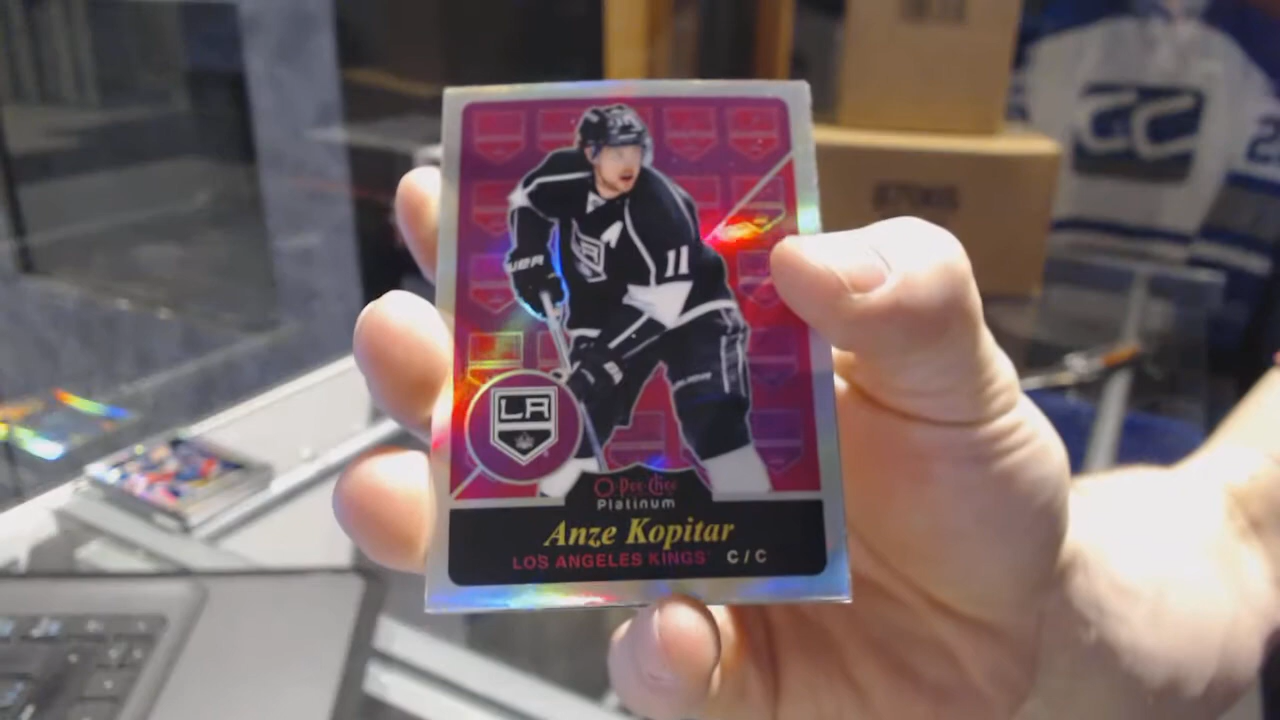 11
LA
O-Pee-Chee
Platinum
Anze Kopitar
LOS ANGELES KINGS C/C